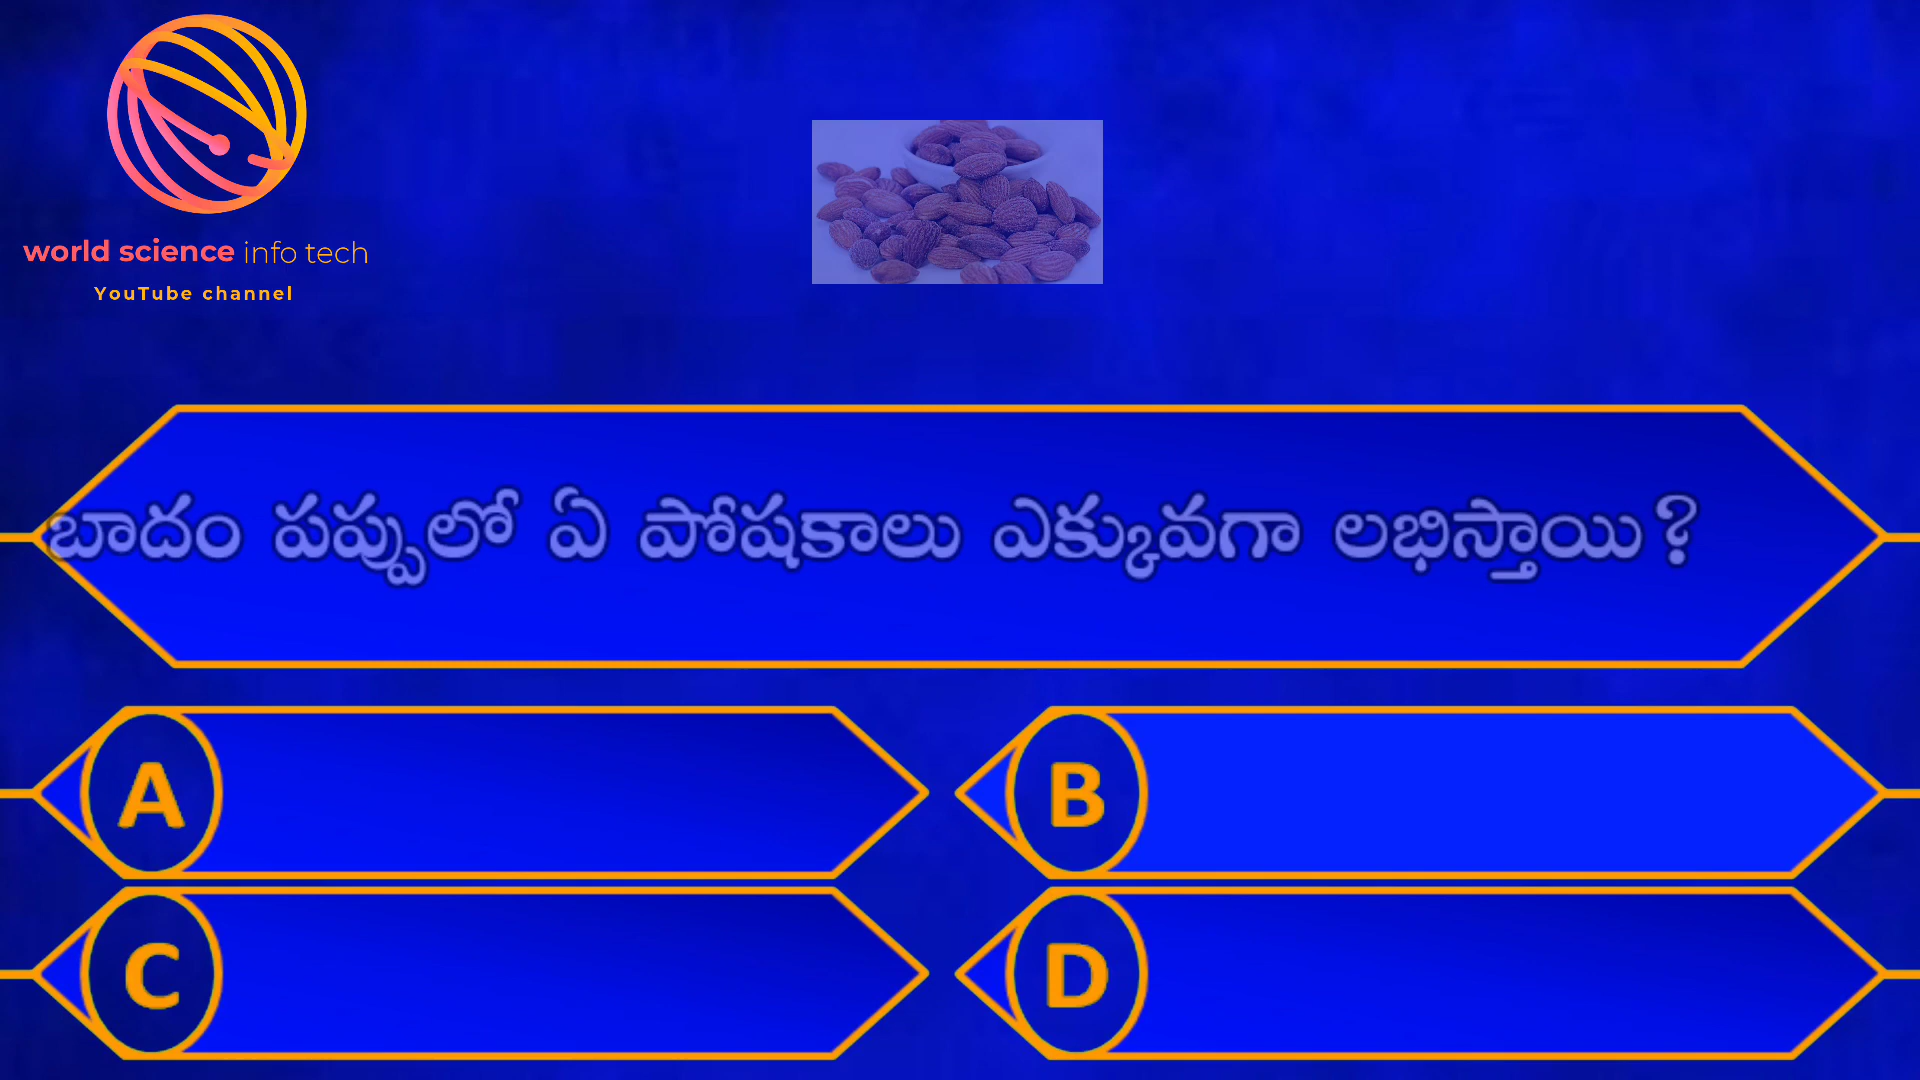 world science info tech
YouTube channel
బాదం పప్పులో ఏ పోషకాలు ఎక్కువగా లభిస్తాయి?
A
B
C
D